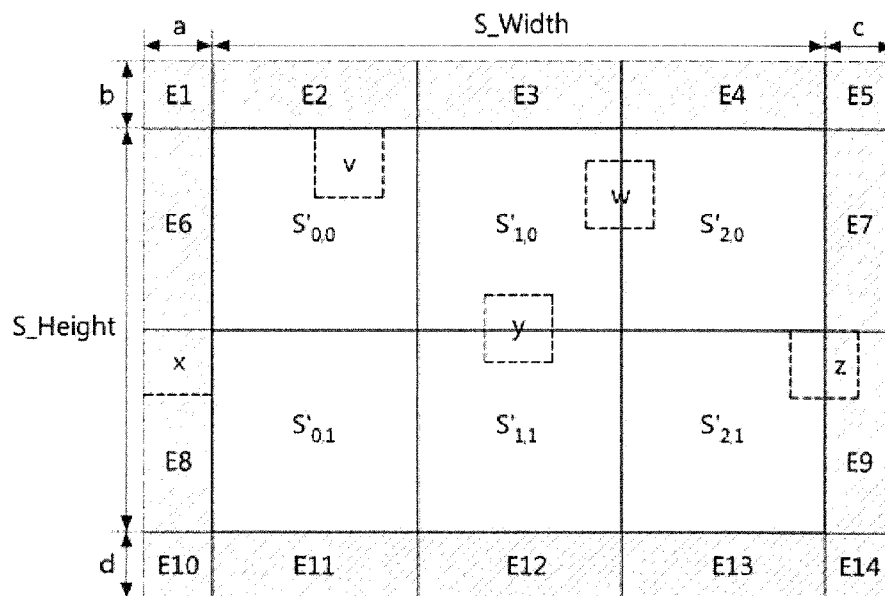 a S_Width c
b E1 E2 E3 E4 E5
v w
E6 S'0,0 S'1,0 S'2,0 E7
S_Height y
x z
E8 S'0,1 S'1,1 S'2,1 E9
d E10 E11 E12 E13 E14